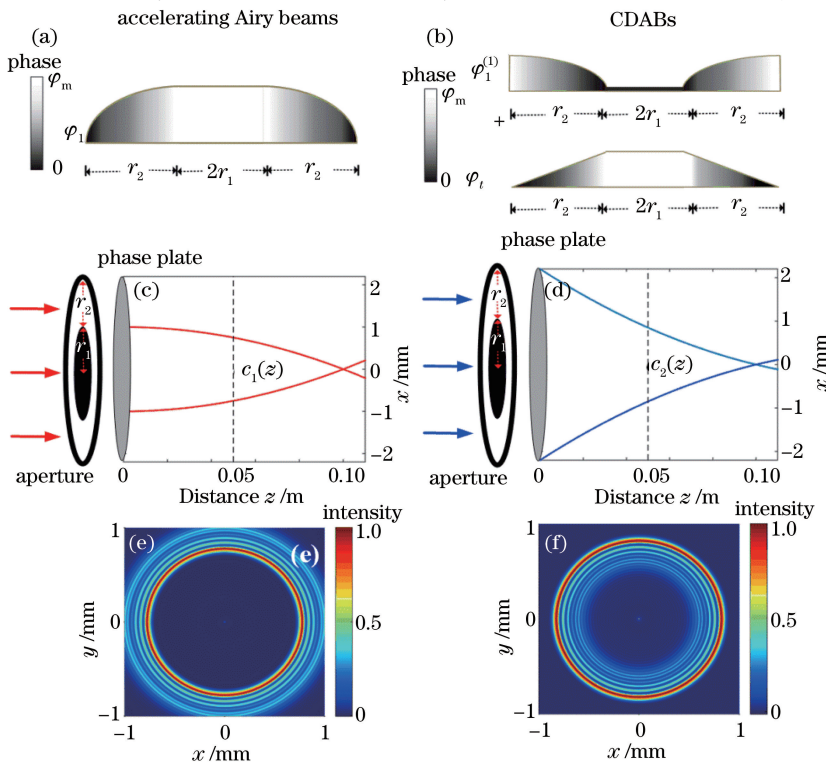 accelerating Airy beams
CDABs
(a)
phase
φm
φ1
0
r2
2r1
r2
(b)
phase
φm
0
φ1(1)
+
r2
2r1
r2
φt
r2
2r1
r2
phase plate
(c)
r2
r1
c1(z)
2
1
0
−1
−2
x /mm
aperture
0
0.05
0.10
Distance z /m
phase plate
(d)
r2
r1
c2(z)
2
1
0
−1
−2
x /mm
aperture
0
0.05
0.10
Distance z /m
(e)
(e)
intensity
1.0
0.5
0
1
0
−1
y /mm
−1
0
1
x /mm
(f)
intensity
1.0
0.5
0
1
0
−1
y /mm
−1
0
1
x /mm